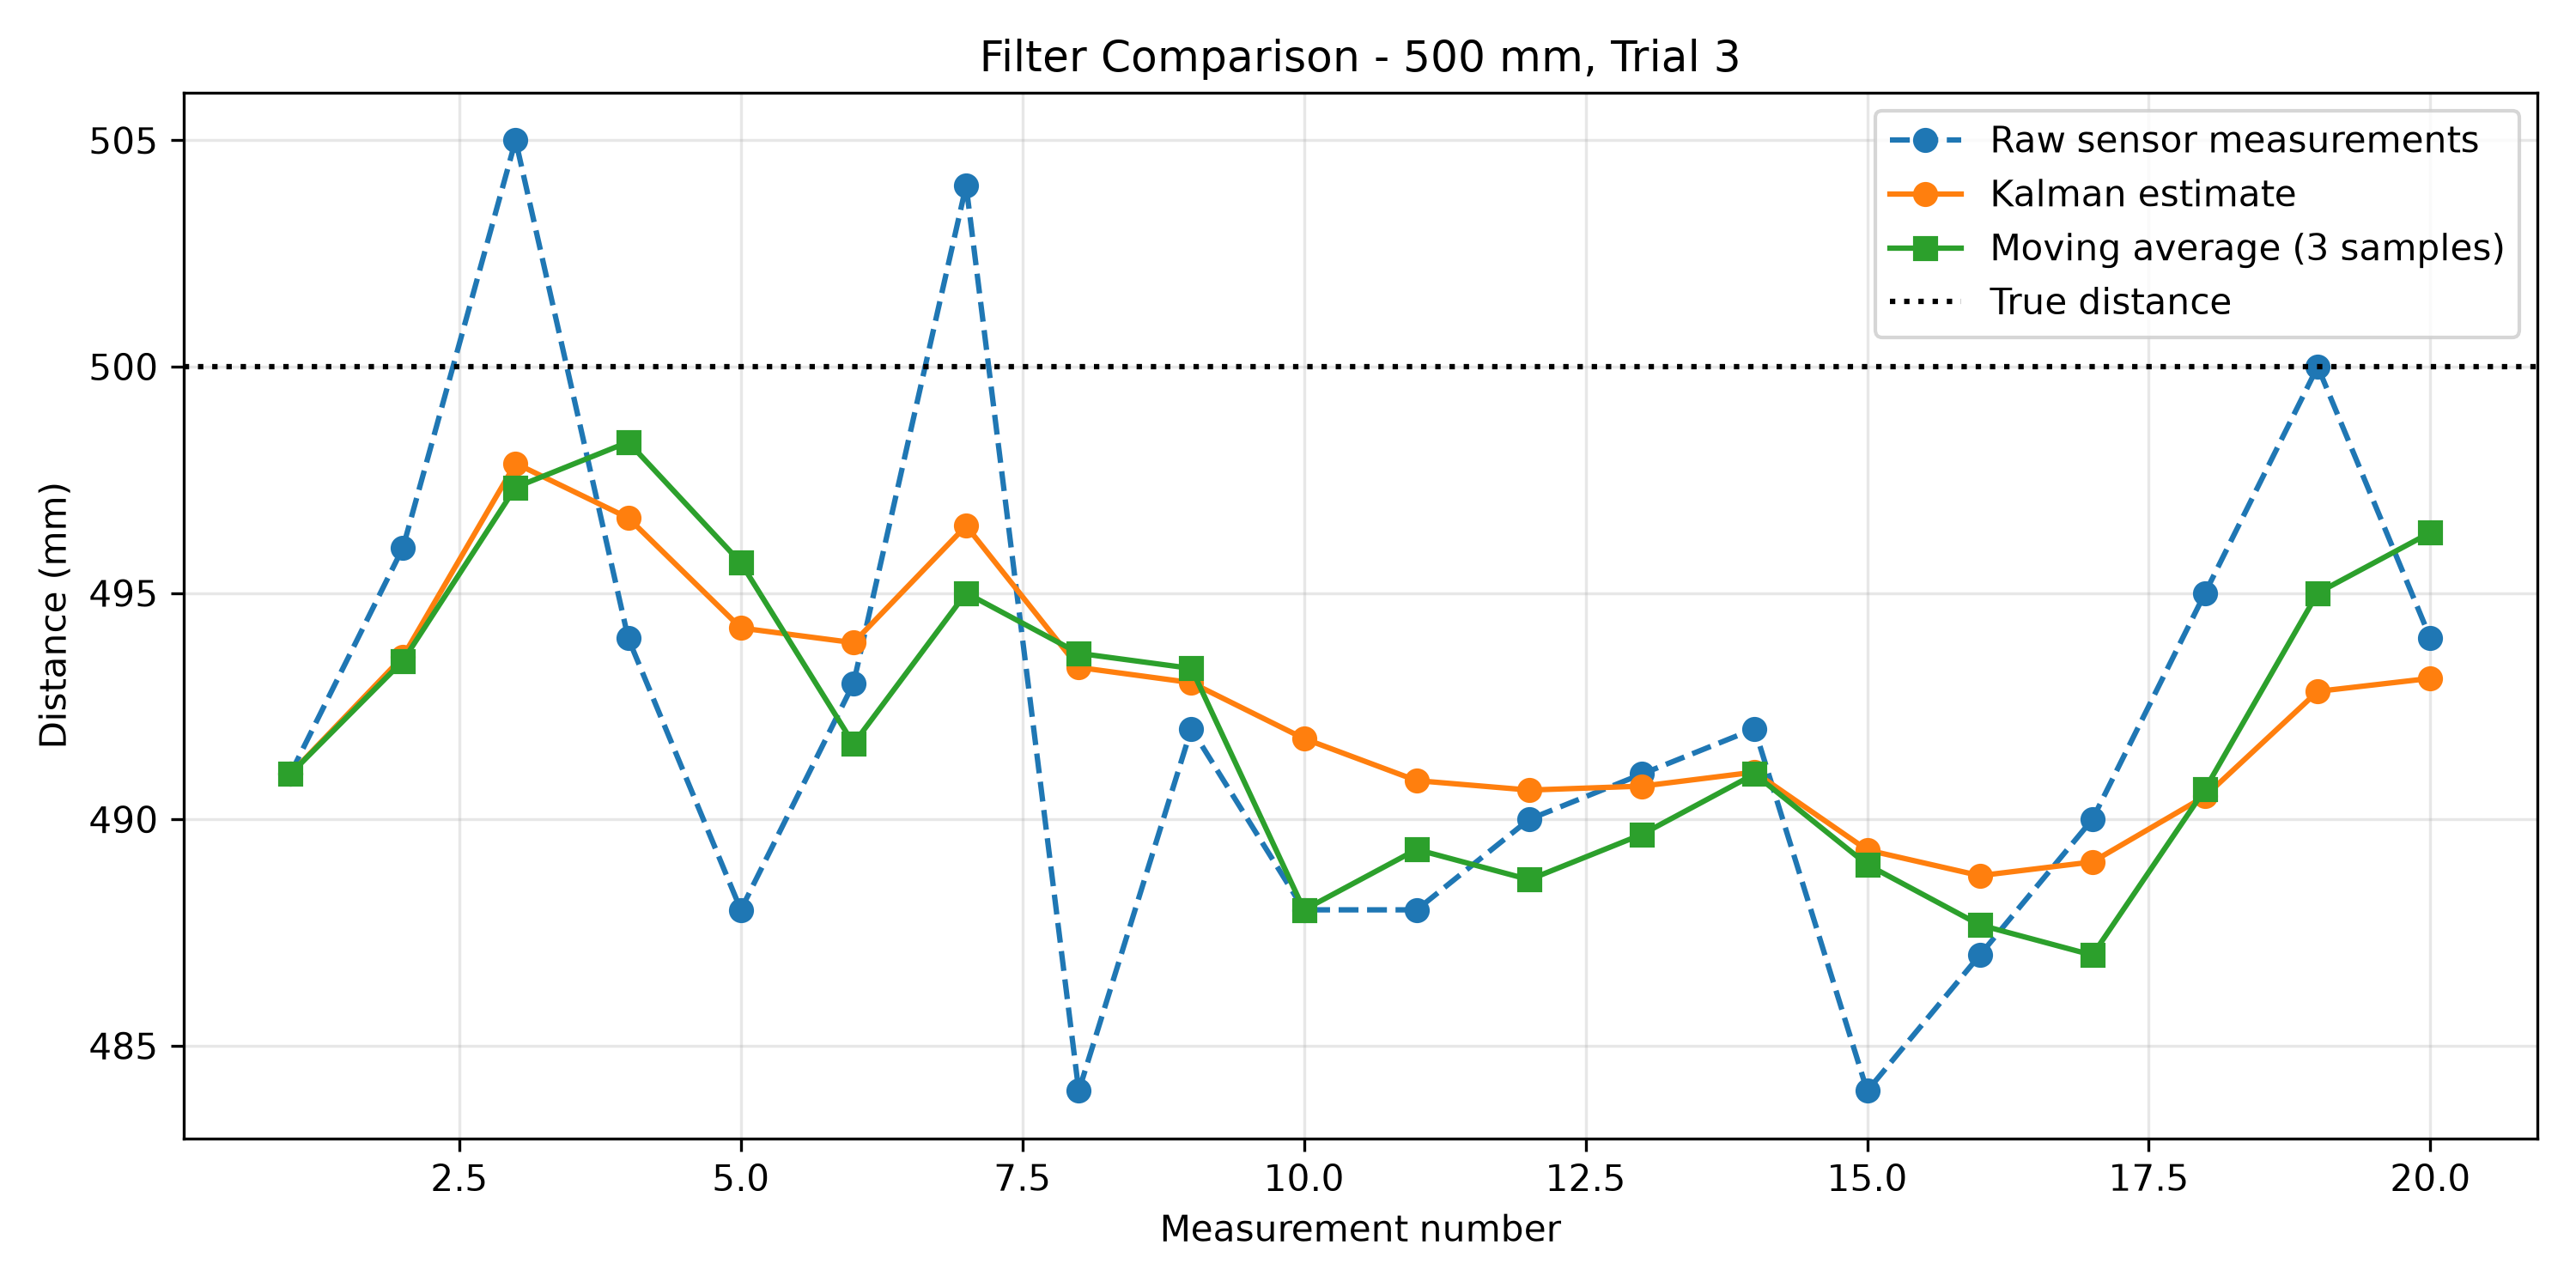 Filter Comparison - 500 mm, Trial 3
Raw sensor measurements
Kalman estimate
Moving average (3 samples)
True distance
Distance (mm)
505
500
495
490
485
2.5 5.0 7.5 10.0 12.5 15.0 17.5 20.0
Measurement number